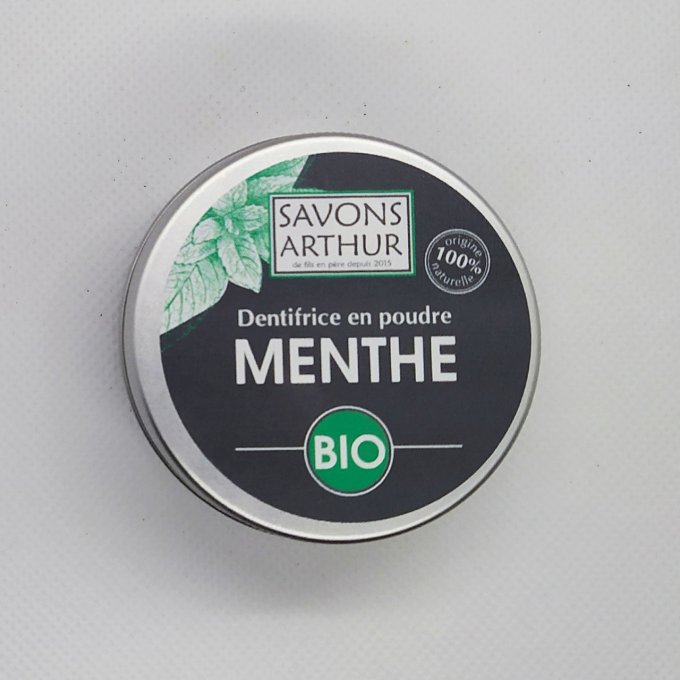 SAVONS
ARTHUR
de fils en père depuis 2015
origine
100%
naturelle
Dentifrice en poudre
MENTHE
BIO